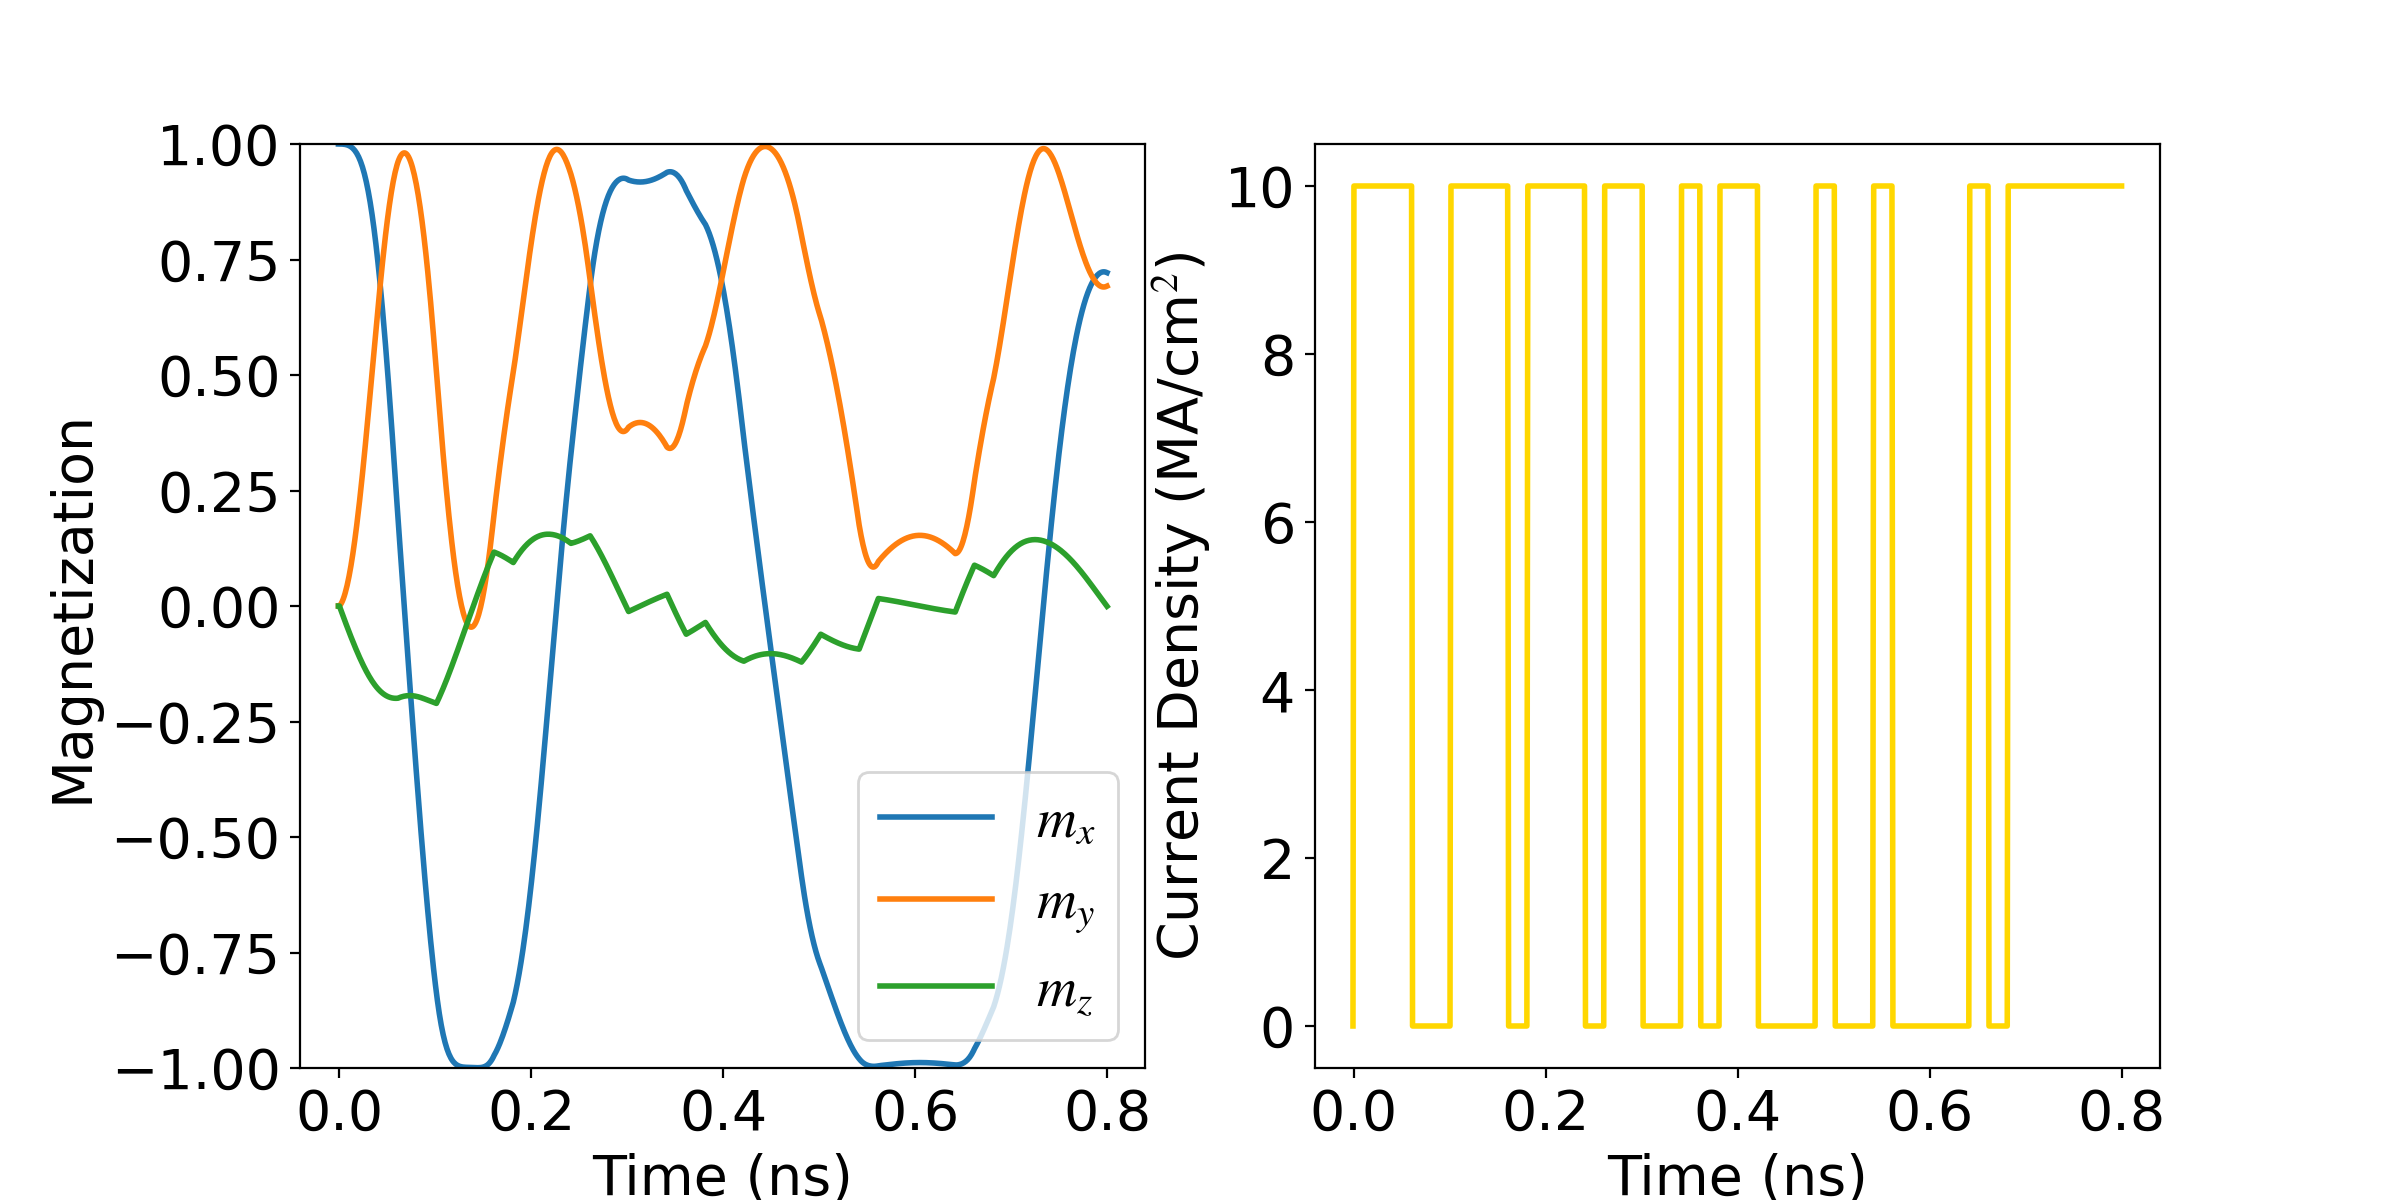 Magnetization
1.00
0.75
0.50
0.25
0.00
−0.25
−0.50
−0.75
−1.00
0.0 0.2 0.4 0.6 0.8
Time (ns)
m_x
m_y
m_z
Current Density (MA/cm²)
10
8
6
4
2
0
0.0 0.2 0.4 0.6 0.8
Time (ns)